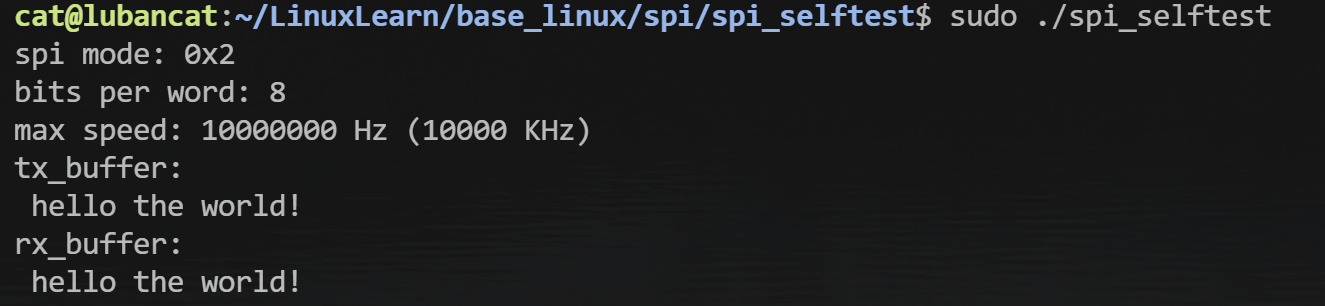 cat@lubancat:~/LinuxLearn/base_linux/spi/spi_selftest$ sudo ./spi_selftest
spi mode: 0x2
bits per word: 8
max speed: 10000000 Hz (10000 KHz)
tx_buffer:
 hello the world!
rx_buffer:
 hello the world!